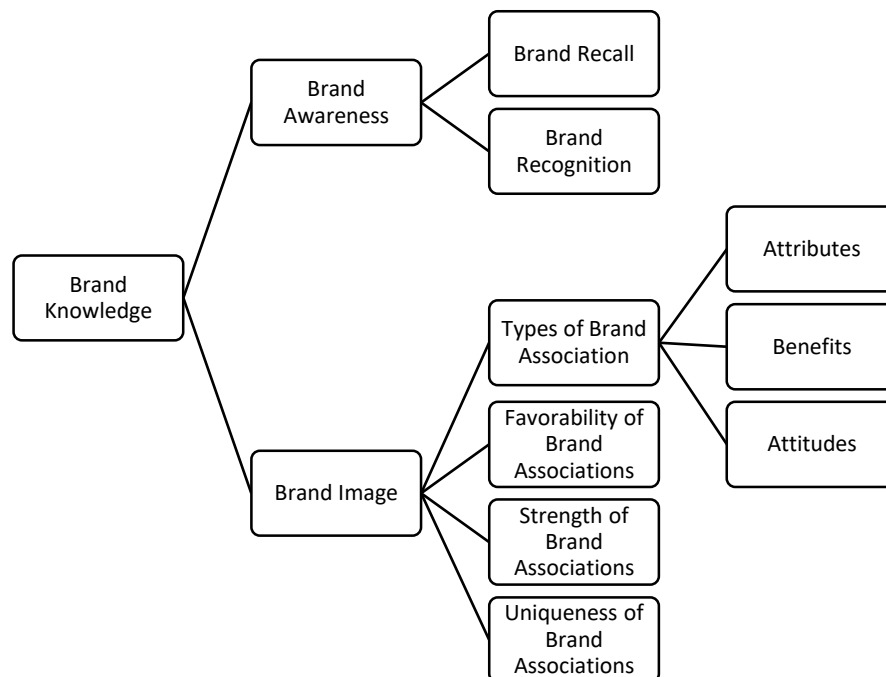 Brand
Knowledge
Brand
Awareness
Brand Recall
Brand
Recognition
Brand Image
Types of Brand
Association
Attributes
Benefits
Attitudes
Favorability of
Brand
Associations
Strength of
Brand
Associations
Uniqueness of
Brand
Associations